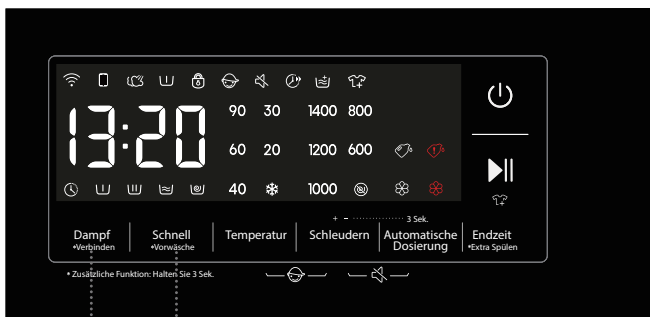 13:20
90 30 1400 800
60 20 1200 600
40 1000
+ - 3 Sek.
Dampf Schnell Temperatur Schleudern Automatische Endzeit
•Verbinden •Vorwäsche Dosierung •Extra Spülen
• Zusätzliche Funktion: Halten Sie 3 Sek.